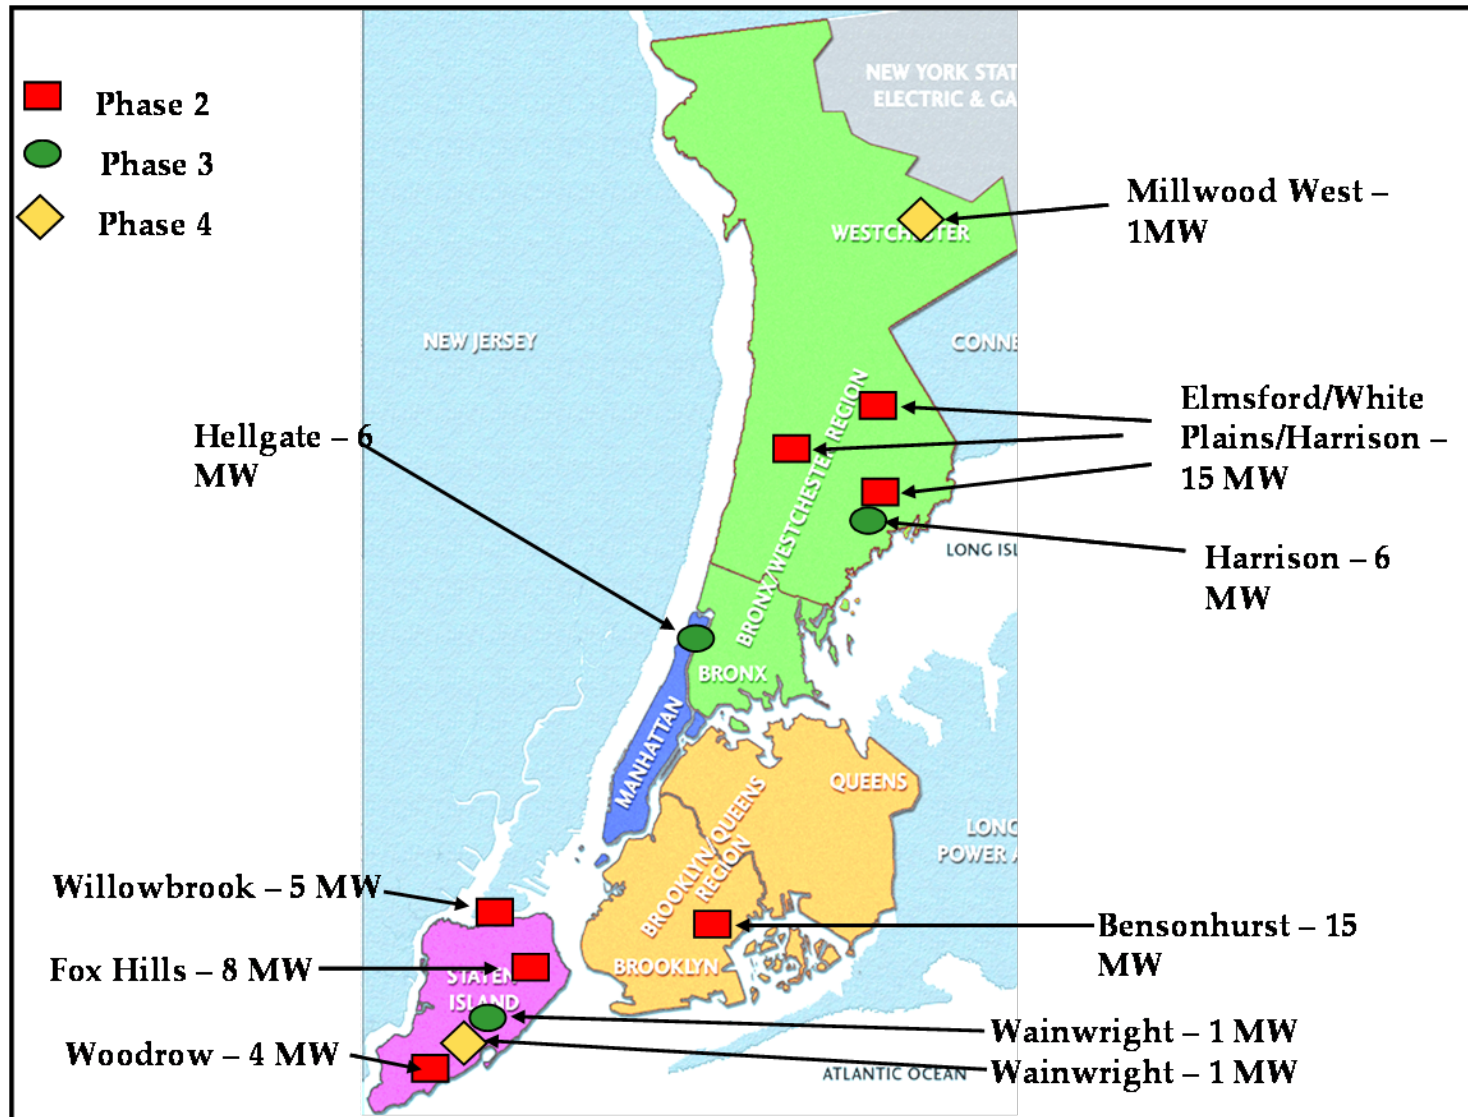 Phase 2
Phase 3
Phase 4
NEW YORK STAT
ELECTRIC & GA
Millwood West –
1MW
WESTCHESTER
NEW JERSEY
CONNE
Elmsford/White
Plains/Harrison –
15 MW
Hellgate – 6
MW
BRONX/WESTCHESTER REGION
LONG ISL
Harrison – 6
MW
BRONX
MANHATTAN
QUEENS
BROOKLYN/QUEENS
REGION
LONG
POWER A
Willowbrook – 5 MW
Bensonhurst – 15
MW
Fox Hills – 8 MW
STATEN
ISLAND
BROOKLYN
Wainwright – 1 MW
Woodrow – 4 MW
Wainwright – 1 MW
ATLANTIC OCEAN